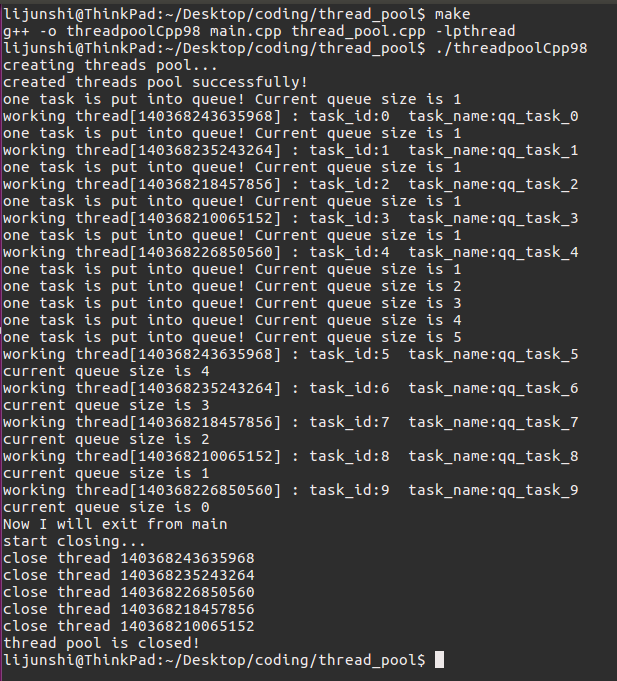 lijunshi@ThinkPad:~/Desktop/coding/thread_pool$ make
g++ -o threadpoolCpp98 main.cpp thread_pool.cpp -lpthread
lijunshi@ThinkPad:~/Desktop/coding/thread_pool$ ./threadpoolCpp98
creating threads pool...
created threads pool successfully!
one task is put into queue! Current queue size is 1
working thread[140368243635968] : task_id:0  task_name:qq_task_0
one task is put into queue! Current queue size is 1
working thread[140368235243264] : task_id:1  task_name:qq_task_1
one task is put into queue! Current queue size is 1
working thread[140368218457856] : task_id:2  task_name:qq_task_2
one task is put into queue! Current queue size is 1
working thread[140368210065152] : task_id:3  task_name:qq_task_3
one task is put into queue! Current queue size is 1
working thread[140368226850560] : task_id:4  task_name:qq_task_4
one task is put into queue! Current queue size is 1
one task is put into queue! Current queue size is 2
one task is put into queue! Current queue size is 3
one task is put into queue! Current queue size is 4
one task is put into queue! Current queue size is 5
working thread[140368243635968] : task_id:5  task_name:qq_task_5
current queue size is 4
working thread[140368235243264] : task_id:6  task_name:qq_task_6
current queue size is 3
working thread[140368218457856] : task_id:7  task_name:qq_task_7
current queue size is 2
working thread[140368210065152] : task_id:8  task_name:qq_task_8
current queue size is 1
working thread[140368226850560] : task_id:9  task_name:qq_task_9
current queue size is 0
Now I will exit from main
start closing...
close thread 140368243635968
close thread 140368235243264
close thread 140368226850560
close thread 140368218457856
close thread 140368210065152
thread pool is closed!
lijunshi@ThinkPad:~/Desktop/coding/thread_pool$